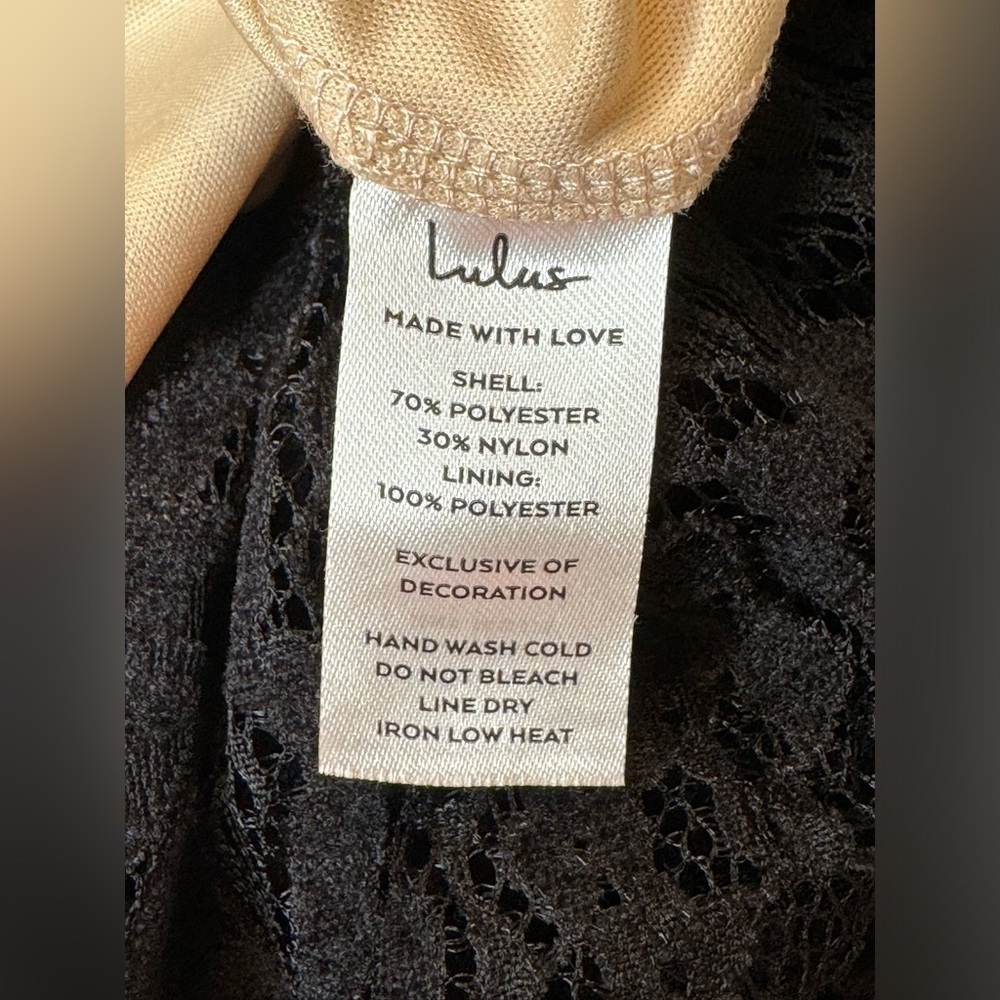 Lulus
MADE WITH LOVE
SHELL:
70% POLYESTER
30% NYLON
LINING:
100% POLYESTER
EXCLUSIVE OF
DECORATION
HAND WASH COLD
DO NOT BLEACH
LINE DRY
IRON LOW HEAT